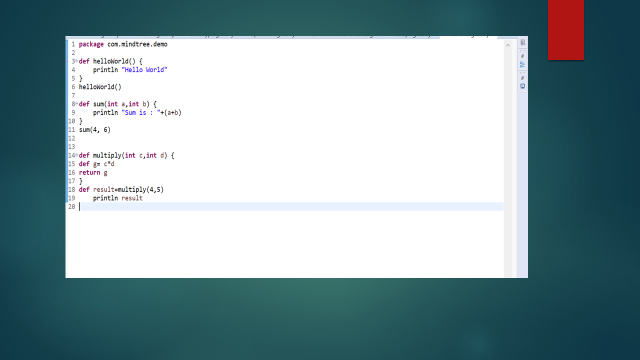 1 package com.mindtree.demo
2
3 def helloWorld() {
4 println "Hello World"
5 }
6 helloWorld()
7
8 def sum(int a,int b) {
9 println "Sum is : "+(a+b)
10 }
11 sum(4, 6)
12
13
14 def multiply(int c,int d) {
15 def g= c*d
16 return g
17 }
18 def result=multiply(4,5)
19 println result
20